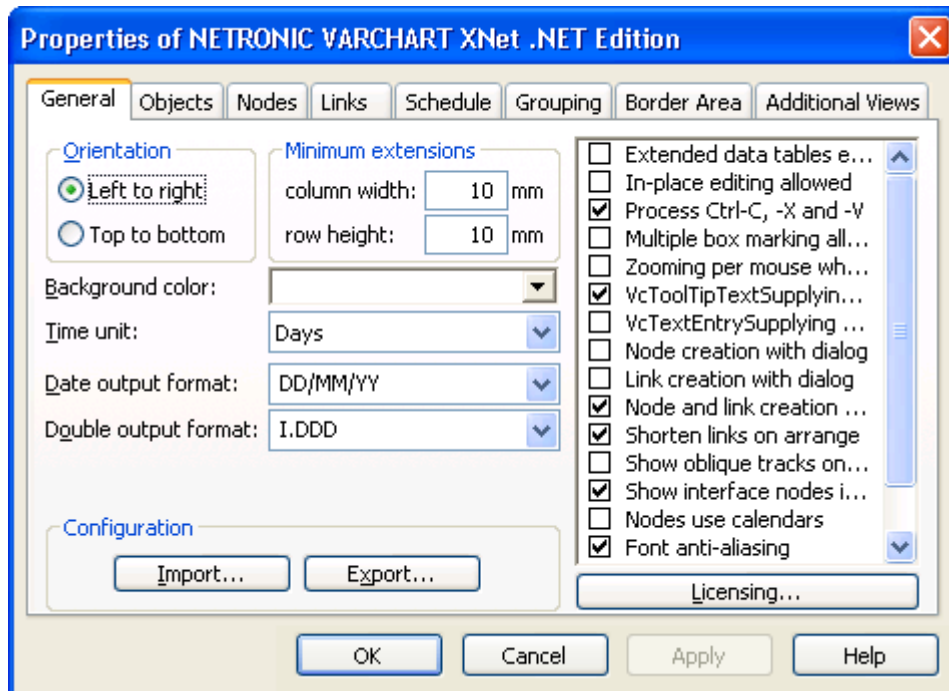 Properties of NETRONIC VARCHART XNet .NET Edition
General Objects Nodes Links Schedule Grouping Border Area Additional Views
Orientation
Left to right
Top to bottom
Minimum extensions
column width: 10 mm
row height: 10 mm
Background color:
Time unit: Days
Date output format: DD/MM/YY
Double output format: I.DDD
Configuration
Import... Export...
Extended data tables e...
In-place editing allowed
Process Ctrl-C, -X and -V
Multiple box marking all...
Zooming per mouse wh...
VcToolTipTextSupplyin...
VcTextEntrySupplying ...
Node creation with dialog
Link creation with dialog
Node and link creation ...
Shorten links on arrange
Show oblique tracks on...
Show interface nodes i...
Nodes use calendars
Font anti-aliasing
Licensing...
OK Cancel Apply Help